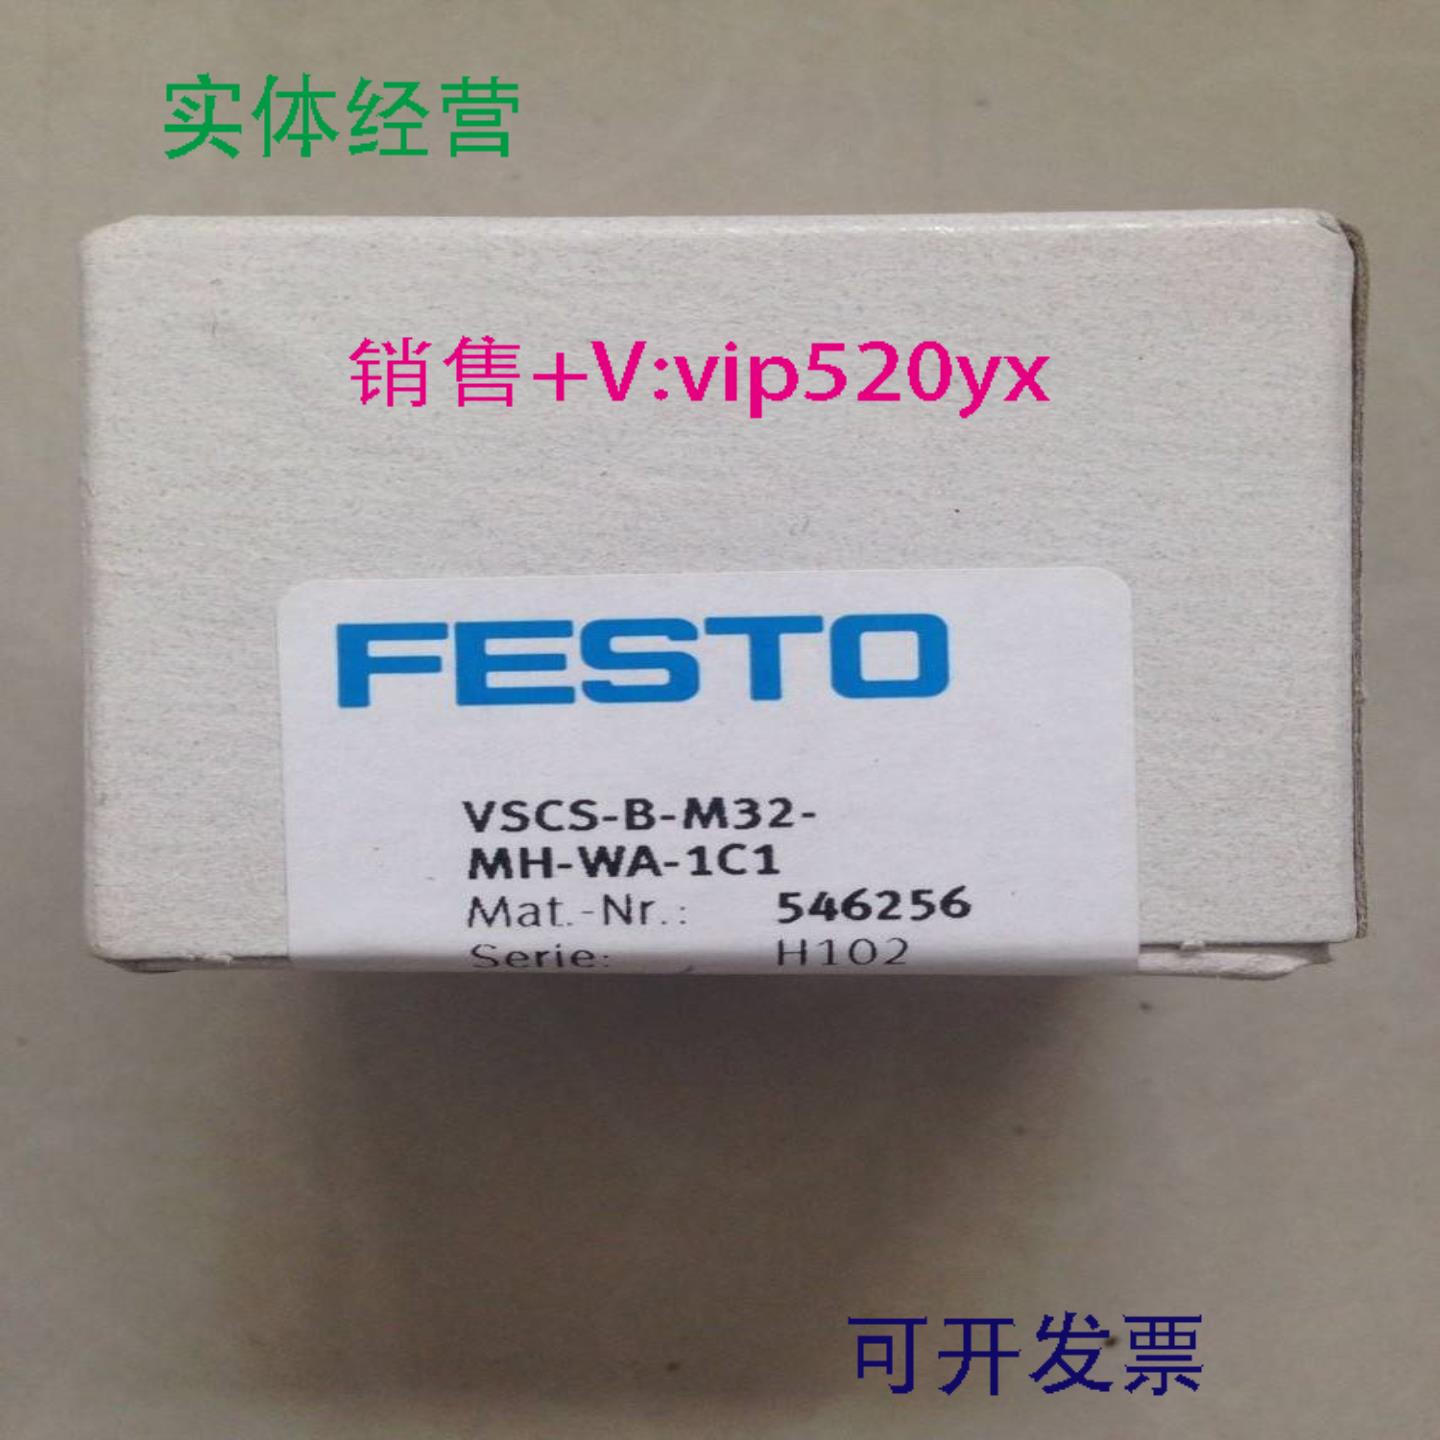 实体经营
销售+V:vip520yx
FESTO
VSCS-B-M32-
MH-WA-1C1
Mat.-Nr.: 546256
Serie: H102
可开发票